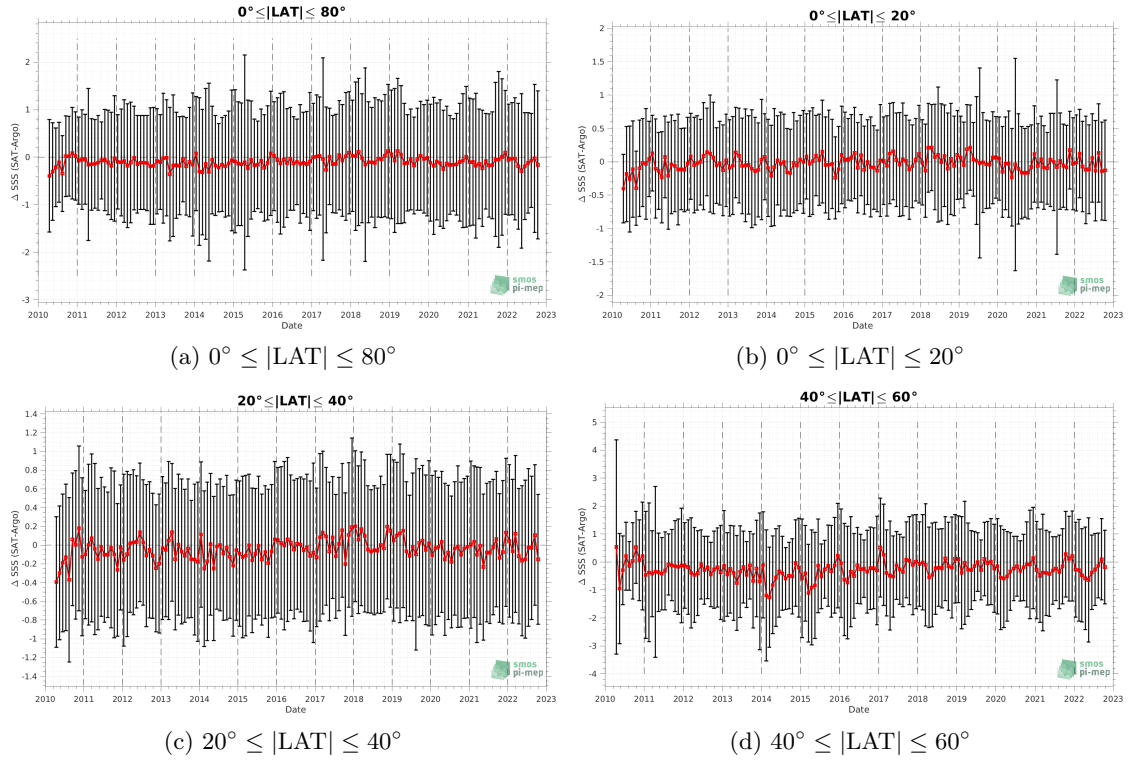 0°≤|LAT|≤ 80°
Δ SSS (SAT-Argo)
2
1
0
-1
-2
-3
2010 2011 2012 2013 2014 2015 2016 2017 2018 2019 2020 2021 2022 2023
Date
smos
pi-mep
(a) 0° ≤ |LAT| ≤ 80°
0°≤|LAT|≤ 20°
Δ SSS (SAT-Argo)
2
1.5
1
0.5
0
-0.5
-1
-1.5
-2
2010 2011 2012 2013 2014 2015 2016 2017 2018 2019 2020 2021 2022 2023
Date
smos
pi-mep
(b) 0° ≤ |LAT| ≤ 20°
20°≤|LAT|≤ 40°
Δ SSS (SAT-Argo)
1.4
1.2
1
0.8
0.6
0.4
0.2
0
-0.2
-0.4
-0.6
-0.8
-1
-1.2
-1.4
2010 2011 2012 2013 2014 2015 2016 2017 2018 2019 2020 2021 2022 2023
Date
smos
pi-mep
(c) 20° ≤ |LAT| ≤ 40°
40°≤|LAT|≤ 60°
Δ SSS (SAT-Argo)
5
4
3
2
1
0
-1
-2
-3
-4
2010 2011 2012 2013 2014 2015 2016 2017 2018 2019 2020 2021 2022 2023
Date
smos
pi-mep
(d) 40° ≤ |LAT| ≤ 60°